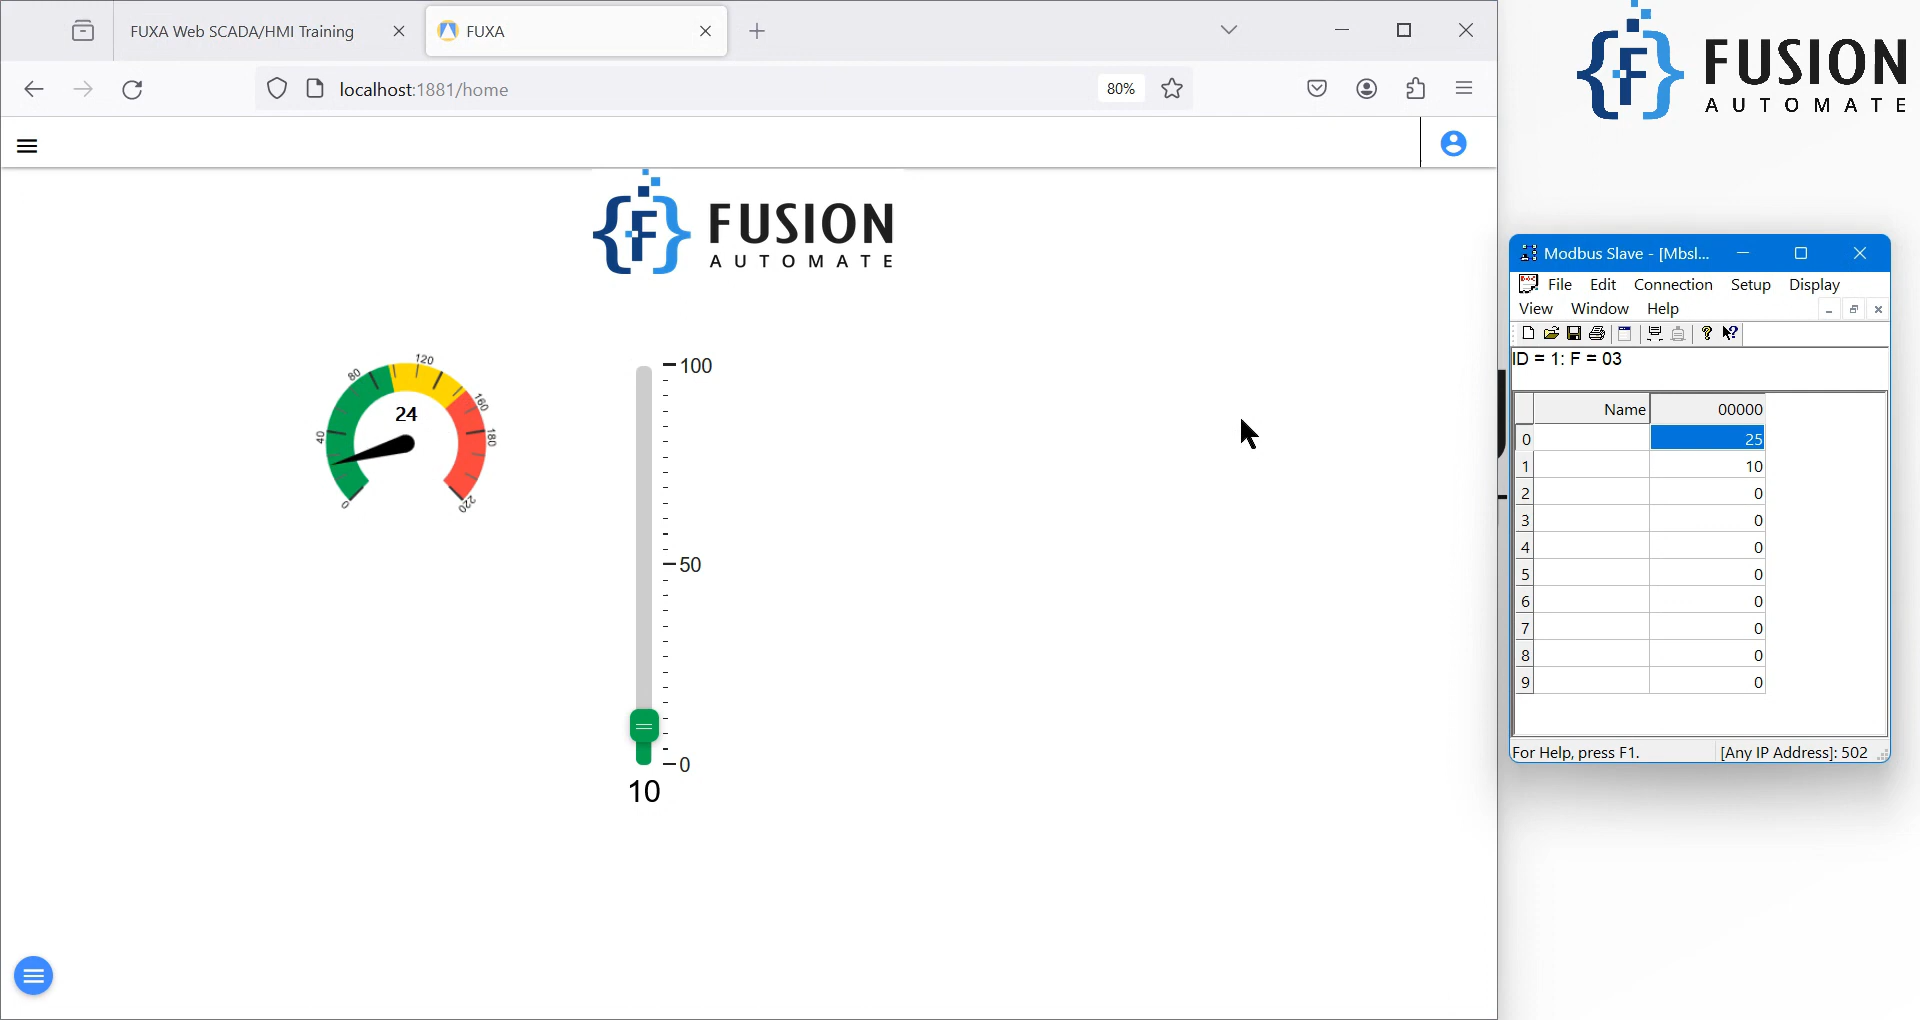 FUXA Web SCADA/HMI Training
FUXA
localhost:1881/home
80%
FUSION
AUTOMATE
FUSION
AUTOMATE
0
40
80
120
160
180
220
24
100
50
0
10
Modbus Slave - [Mbsl...
File Edit Connection Setup Display
View Window Help
ID = 1: F = 03
Name 00000
0 25
1 10
2 0
3 0
4 0
5 0
6 0
7 0
8 0
9 0
For Help, press F1. [Any IP Address]: 502